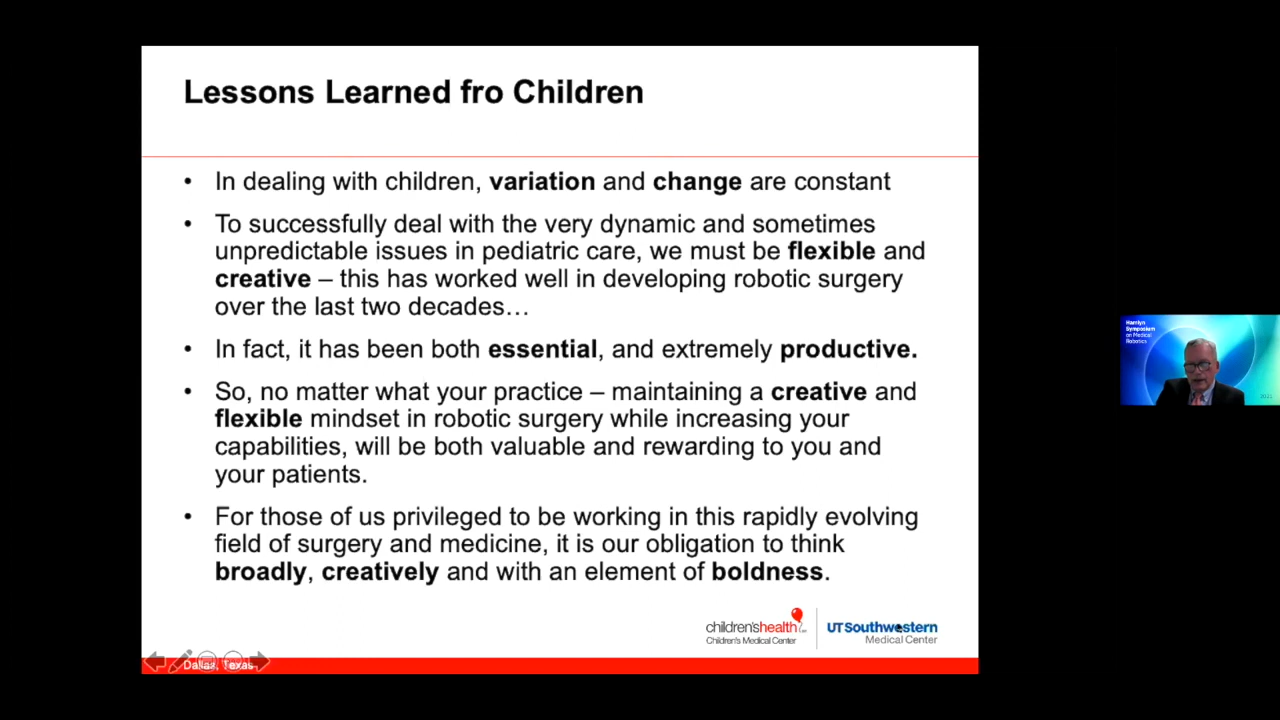 Lessons Learned fro Children
• In dealing with children, variation and change are constant
• To successfully deal with the very dynamic and sometimes
unpredictable issues in pediatric care, we must be flexible and
creative – this has worked well in developing robotic surgery
over the last two decades…
• In fact, it has been both essential, and extremely productive.
• So, no matter what your practice – maintaining a creative and
flexible mindset in robotic surgery while increasing your
capabilities, will be both valuable and rewarding to you and
your patients.
• For those of us privileged to be working in this rapidly evolving
field of surgery and medicine, it is our obligation to think
broadly, creatively and with an element of boldness.
children'shealth
Children's Medical Center
UTSouthwestern
Medical Center
Dallas, Texas
Hamlyn
Symposium
on Medical
Robotics